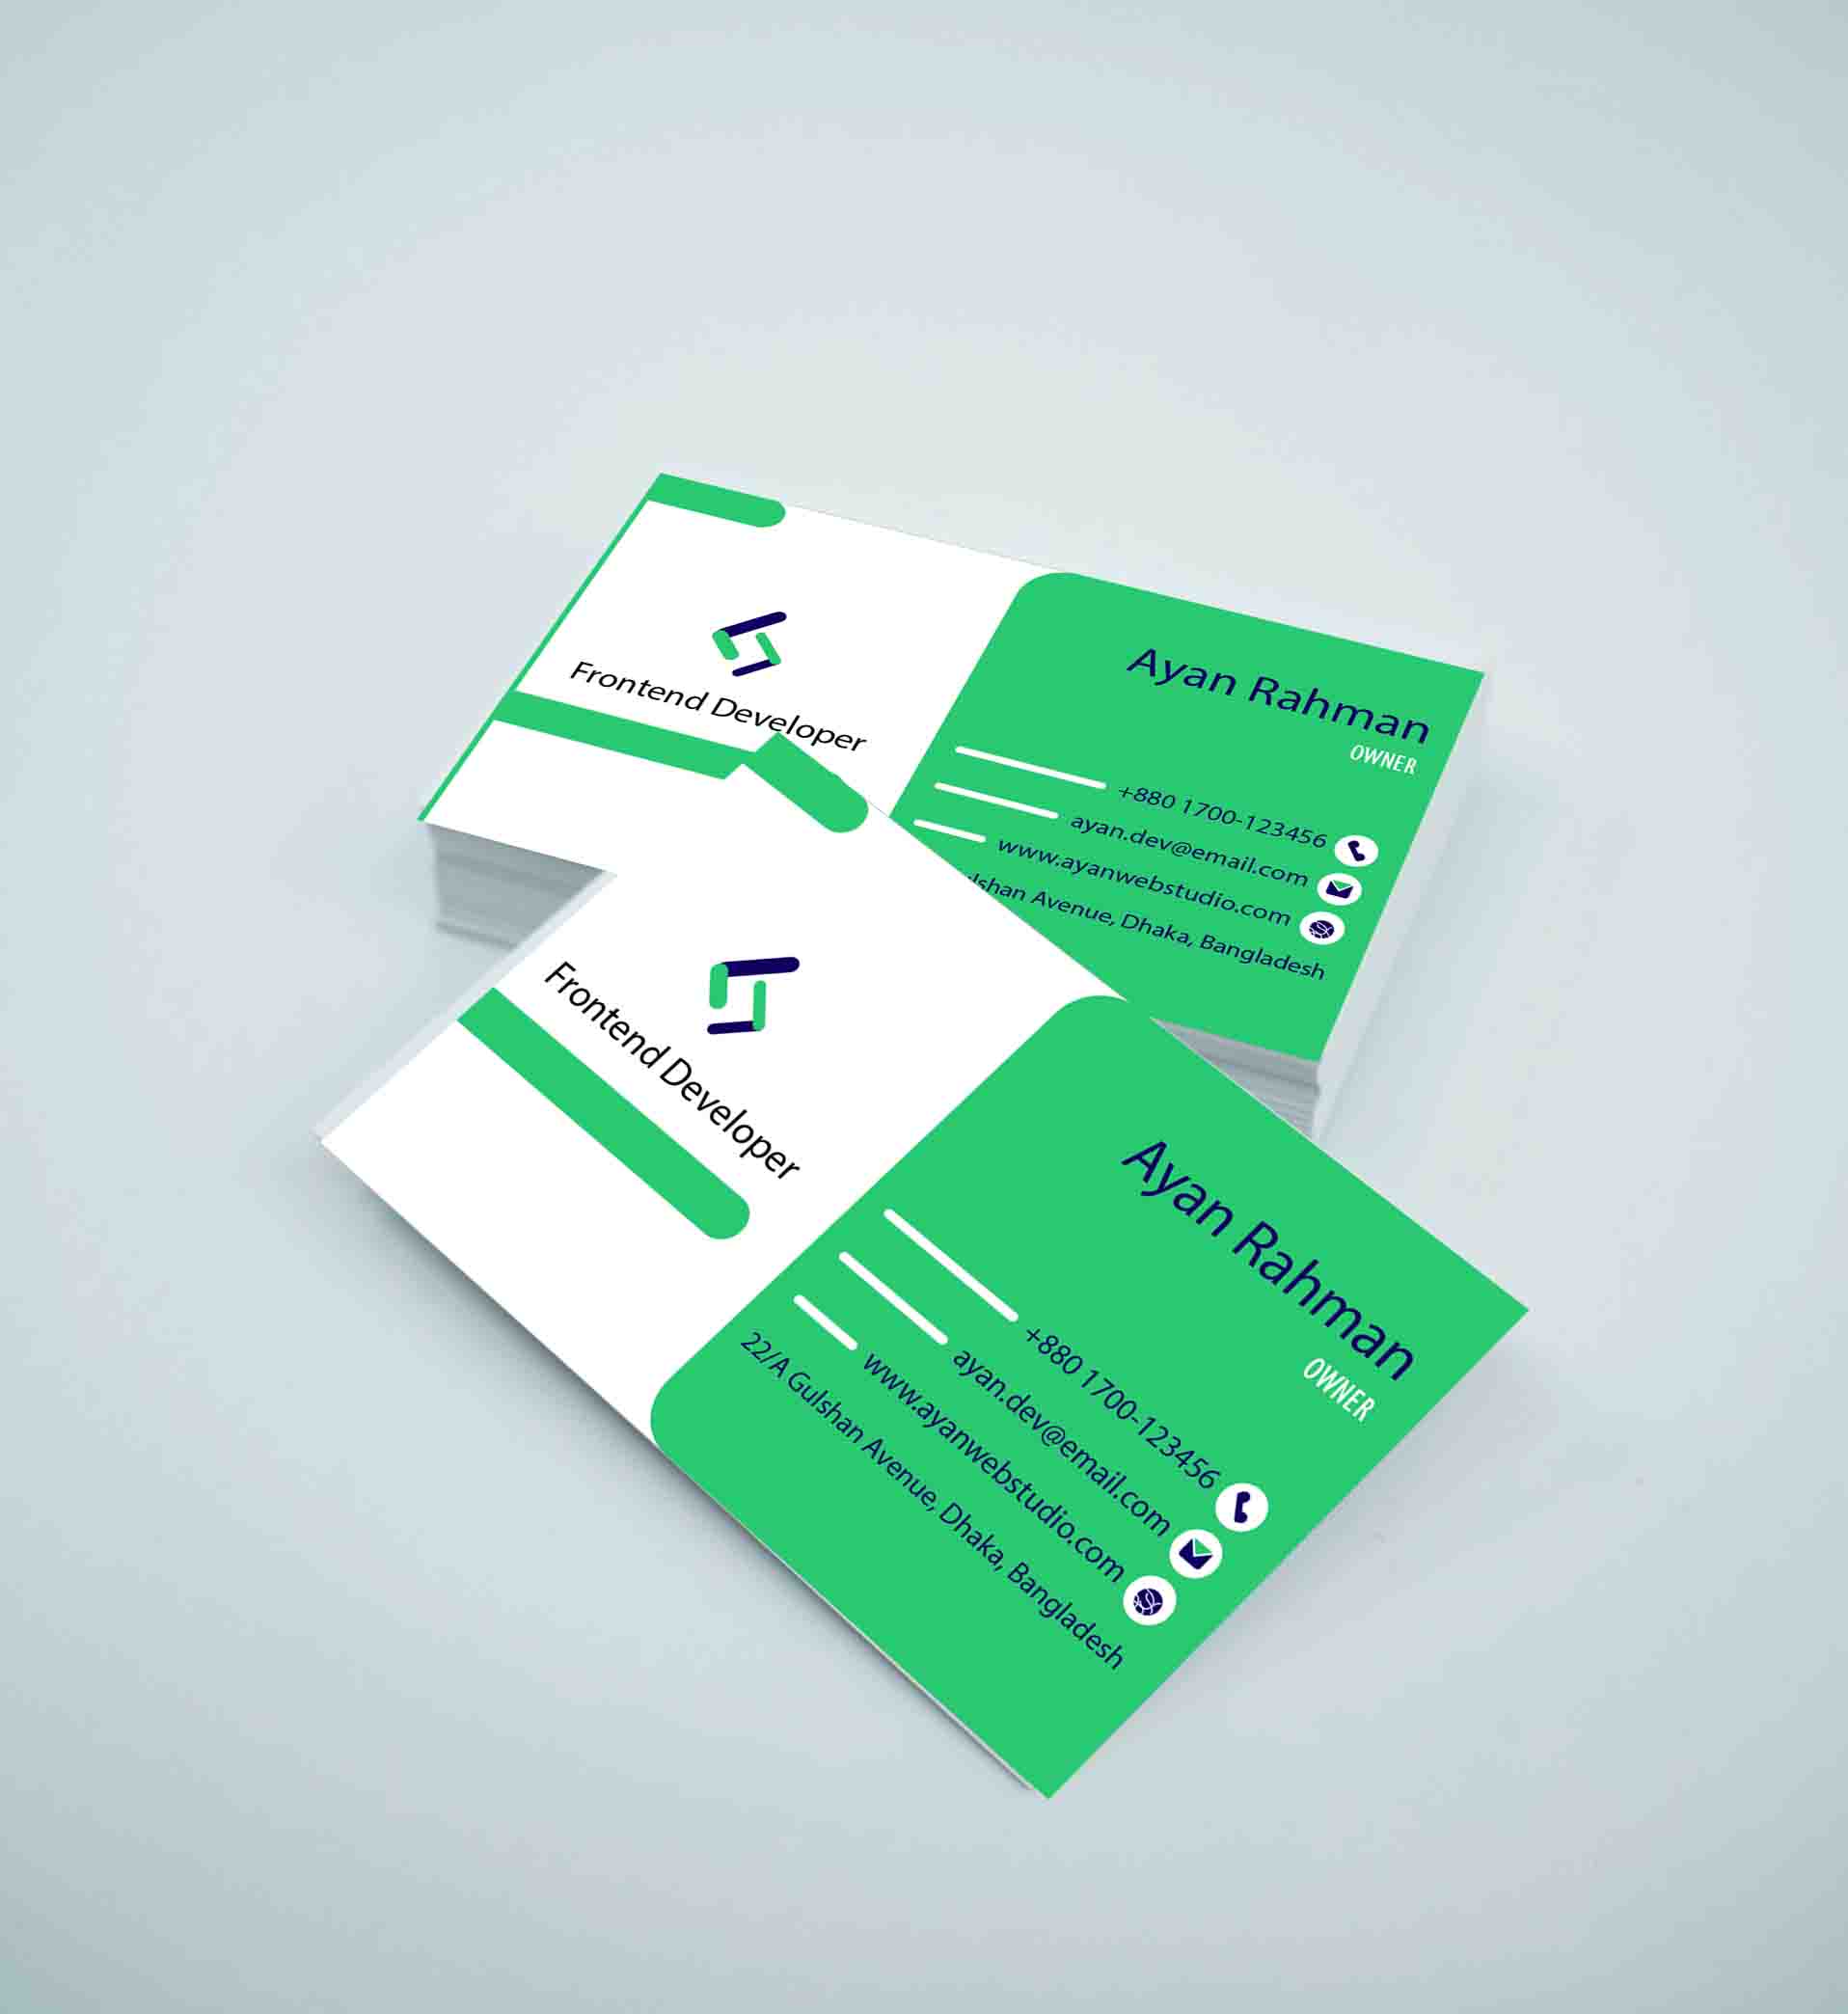 Frontend Developer
Ayan Rahman
OWNER
+880 1700-123456
ayan.dev@email.com
www.ayanwebstudio.com
Avenue, Dhaka, Bangladesh
Frontend Developer
Ayan Rahman
OWNER
+880 1700-123456
ayan.dev@email.com
www.ayanwebstudio.com
22/A Gulshan Avenue, Dhaka, Bangladesh